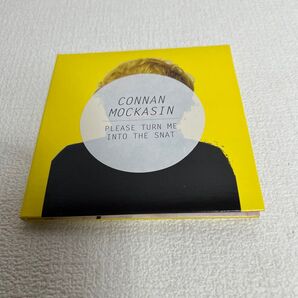 CONNAN
MOCKASIN
PLEASE TURN ME
INTO THE SNAT